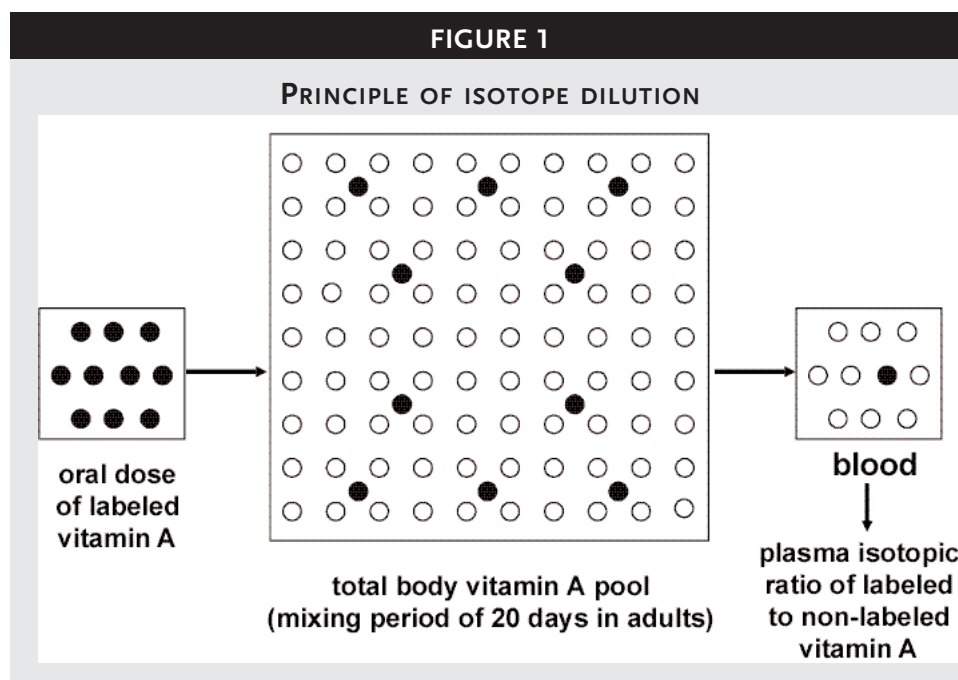 FIGURE 1
PRINCIPLE OF ISOTOPE DILUTION
oral dose
of labeled
vitamin A
total body vitamin A pool
(mixing period of 20 days in adults)
blood
plasma isotopic
ratio of labeled
to non-labeled
vitamin A